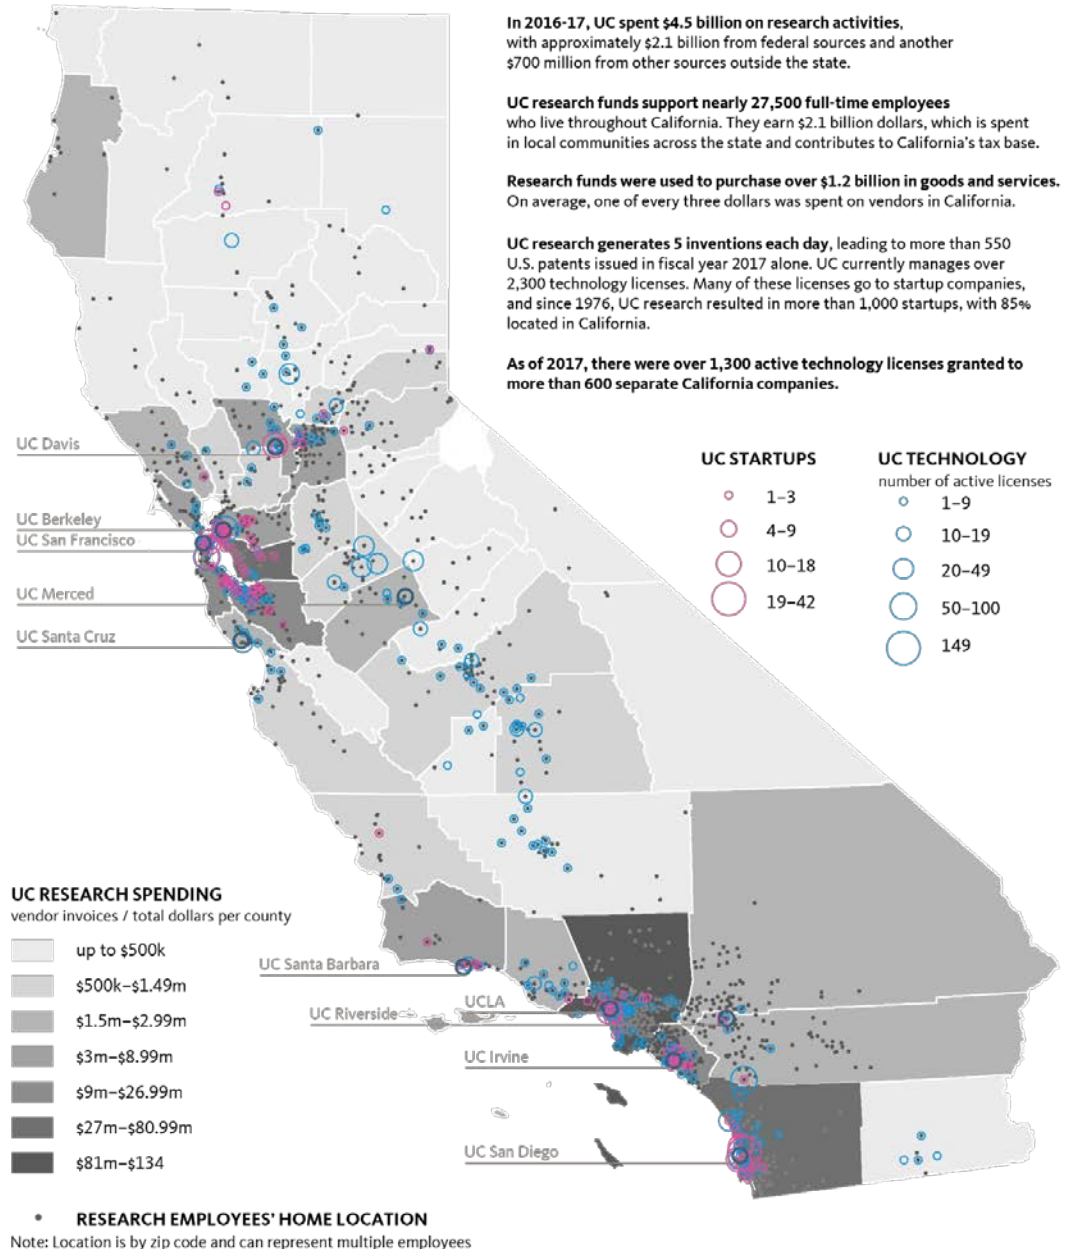 In 2016-17, UC spent $4.5 billion on research activities,
with approximately $2.1 billion from federal sources and another
$700 million from other sources outside the state.
UC research funds support nearly 27,500 full-time employees
who live throughout California. They earn $2.1 billion dollars, which is spent
in local communities across the state and contributes to California's tax base.
Research funds were used to purchase over $1.2 billion in goods and services.
On average, one of every three dollars was spent on vendors in California.
UC research generates 5 inventions each day, leading to more than 550
U.S. patents issued in fiscal year 2017 alone. UC currently manages over
2,300 technology licenses. Many of these licenses go to startup companies,
and since 1976, UC research resulted in more than 1,000 startups, with 85%
located in California.
As of 2017, there were over 1,300 active technology licenses granted to
more than 600 separate California companies.
UC Davis
UC Berkeley
UC San Francisco
UC Merced
UC Santa Cruz
UC STARTUPS
1–3
4–9
10–18
19–42
UC TECHNOLOGY
number of active licenses
1–9
10–19
20–49
50–100
149
UC RESEARCH SPENDING
vendor invoices / total dollars per county
up to $500k
$500k–$1.49m
$1.5m–$2.99m
$3m–$8.99m
$9m–$26.99m
$27m–$80.99m
$81m–$134
UC Santa Barbara
UCLA
UC Riverside
UC Irvine
UC San Diego
RESEARCH EMPLOYEES' HOME LOCATION
Note: Location is by zip code and can represent multiple employees